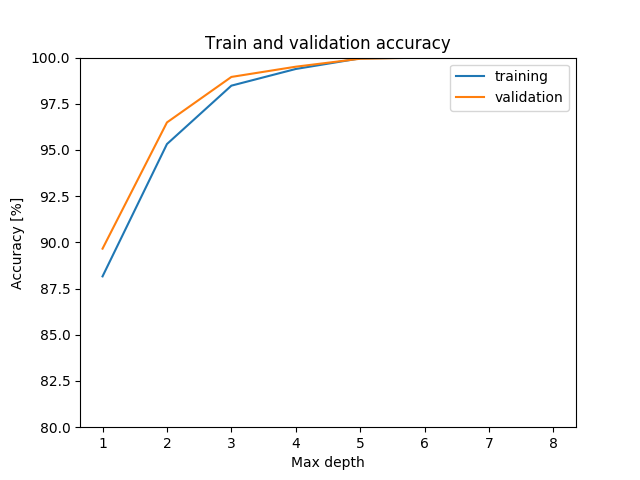 Train and validation accuracy
training
validation
Accuracy [%]
100.0
97.5
95.0
92.5
90.0
87.5
85.0
82.5
80.0
1 2 3 4 5 6 7 8
Max depth